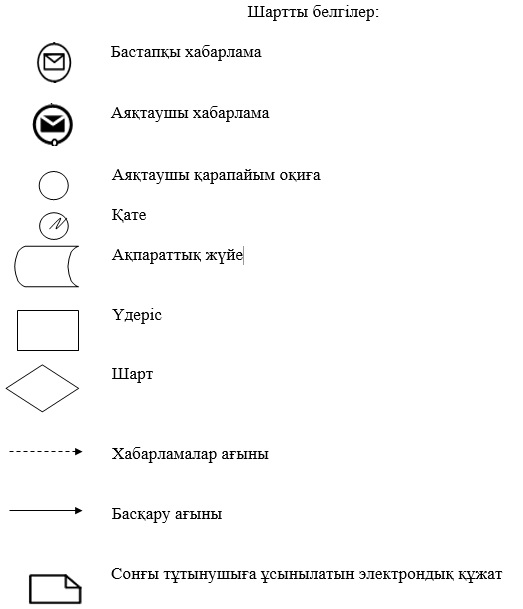 Шартты белгілер:
Бастапқы хабарлама
Аяқтаушы хабарлама
Аяқтаушы қарапайым оқиға
Қате
Ақпараттық жүйе
Үдеріс
Шарт
Хабарламалар ағыны
Басқару ағыны
Сонғы тұтынушыға ұсынылатын электрондық құжат